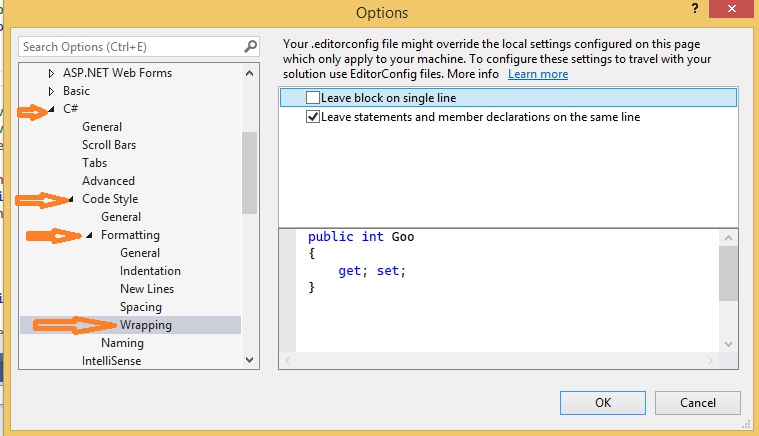 Options
?
Search Options (Ctrl+E)
ASP.NET Web Forms
Basic
C#
General
Scroll Bars
Tabs
Advanced
Code Style
General
Formatting
General
Indentation
New Lines
Spacing
Wrapping
Naming
IntelliSense
Your .editorconfig file might override the local settings configured on this page
which only apply to your machine. To configure these settings to travel with your
solution use EditorConfig files. More info Learn more
Leave block on single line
Leave statements and member declarations on the same line
public int Goo
{
get; set;
}
OK
Cancel